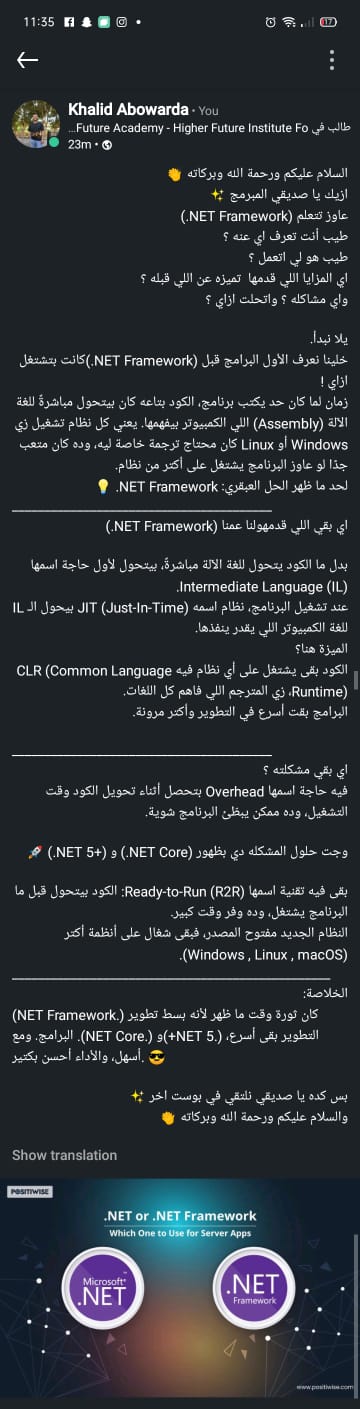 11:35
17
Khalid Abowarda • You
طالب في Future Academy - Higher Future Institute Fo...
23m •
السلام عليكم ورحمة الله وبركاته 👏
ازيك يا صديقي المبرمج ✨
عاوز تتعلم (NET Framework.)
طيب أنت تعرف اي عنه ؟
طيب هو لي اتعمل ؟
اي المزايا اللي قدمها تميزه عن اللي قبله ؟
واي مشاكله ؟ واتحلت ازاي ؟
يلا نبدأ.
خلينا نعرف الأول البرامج قبل (NET Framework.)كانت بتشتغل
ازاي !
زمان لما كان حد يكتب برنامج، الكود بتاعه كان بيتحول مباشرةً للغة
الآلة (Assembly) اللي الكمبيوتر بيفهمها. يعني كل نظام تشغيل زي
Windows أو Linux كان محتاج ترجمة خاصة ليه، وده كان متعب
جدًا لو عاوز البرنامج يشتغل على أكتر من نظام.
لحد ما ظهر الحل العبقري: NET Framework. 💡
ــــــــــــــــــــــــــــــــــــــــــــــــــــــــــــ
اي بقي اللي قدمهولنا عمنا (NET Framework.)
بدل ما الكود يتحول للغة الآلة مباشرةً، بيتحول لأول حاجة اسمها
Intermediate Language (IL).
عند تشغيل البرنامج، نظام اسمه JIT (Just-In-Time) بيحول الـ IL
للغة الكمبيوتر اللي يقدر ينفذها.
الميزة هنا؟
الكود بقى يشتغل على أي نظام فيه CLR (Common Language
Runtime)، زي المترجم اللي فاهم كل اللغات.
البرامج بقت أسرع في التطوير وأكتر مرونة.
ــــــــــــــــــــــــــــــــــــــــــــــــــــــــــــ
اي بقي مشكلته ؟
فيه حاجة اسمها Overhead بتحصل أثناء تحويل الكود وقت
التشغيل، وده ممكن يبطّئ البرنامج شوية.
وجت حلول المشكله دي بظهور (NET Core.) و (NET 5+.) 🚀
بقى فيه تقنية اسمها Ready-to-Run (R2R): الكود بيتحول قبل ما
البرنامج يشتغل، وده وفر وقت كبير.
النظام الجديد مفتوح المصدر، فبقى شغال على أنظمة أكتر
(Windows , Linux , macOS).
ــــــــــــــــــــــــــــــــــــــــــــــــــــــــــــــــــــــــ
الخلاصة:
كان ثورة وقت ما ظهر لأنه بسط تطوير (.NET Framework)
التطوير بقى أسرع، (.NET 5+)و (.NET Core). البرامج. ومع
.أسهل، والأداء أحسن بكتير 😎
بس كده يا صديقي نلتقي في بوست اخر ✨
والسلام عليكم ورحمة الله وبركاته 👏
Show translation
POSITIWISE
.NET or .NET Framework
Which One to Use for Server Apps
Microsoft®
.NET™
.NET
Framework
www.positiwise.com